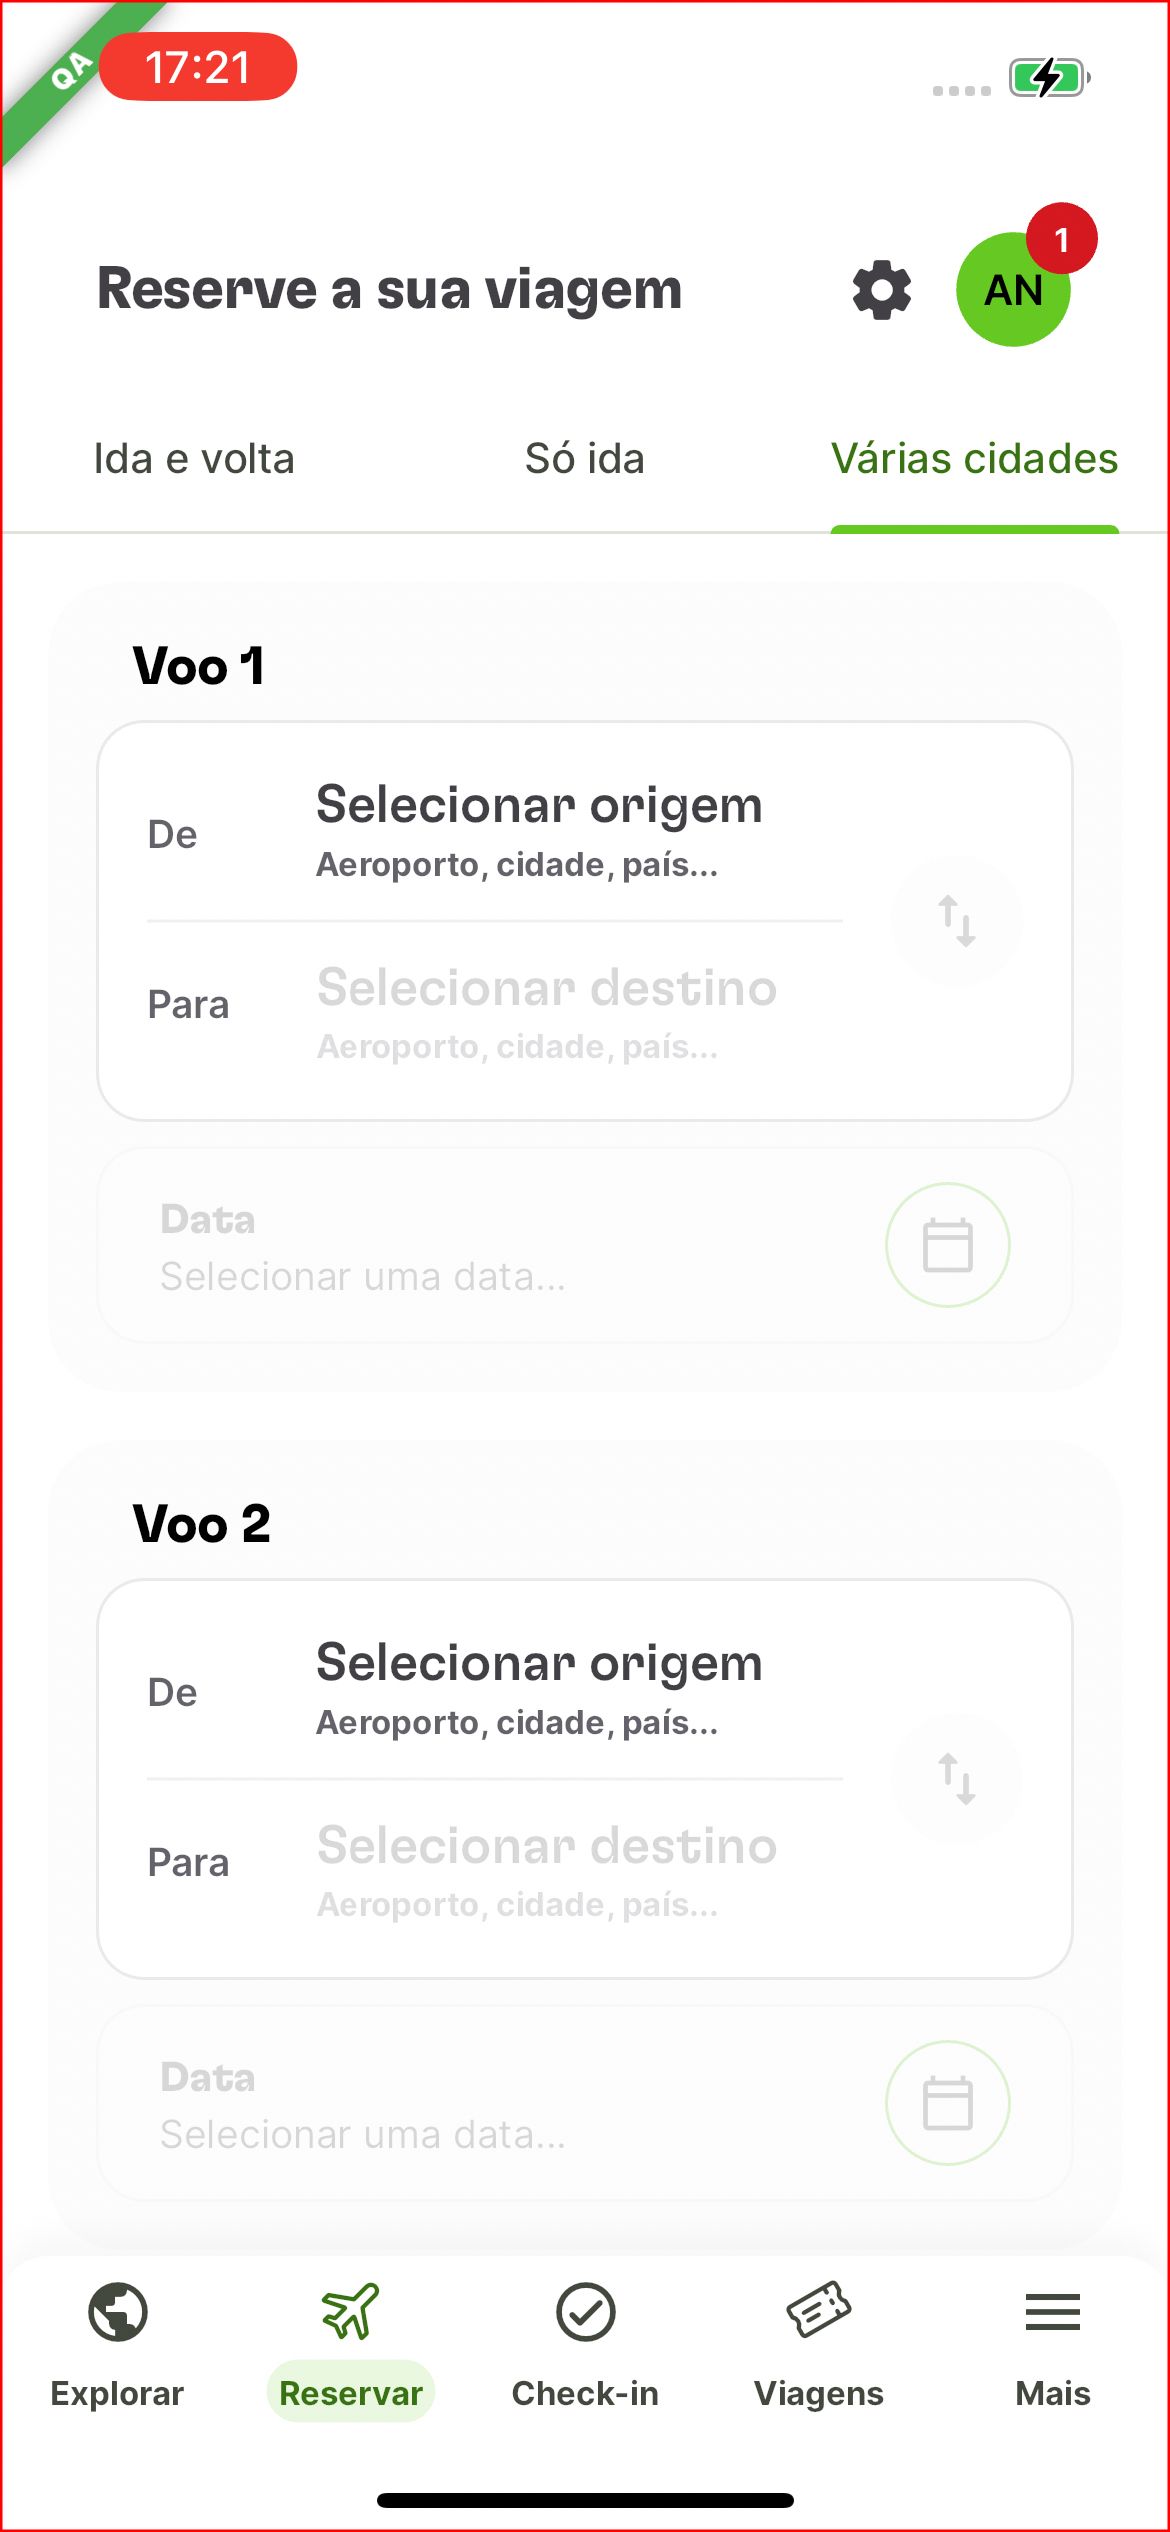 QA
17:21
Reserve a sua viagem
AN
1
Ida e volta
Só ida
Várias cidades
Voo 1
De
Selecionar origem
Aeroporto, cidade, país...
Para
Selecionar destino
Aeroporto, cidade, país...
Data
Selecionar uma data...
Voo 2
De
Selecionar origem
Aeroporto, cidade, país...
Para
Selecionar destino
Aeroporto, cidade, país...
Data
Selecionar uma data...
Explorar
Reservar
Check-in
Viagens
Mais